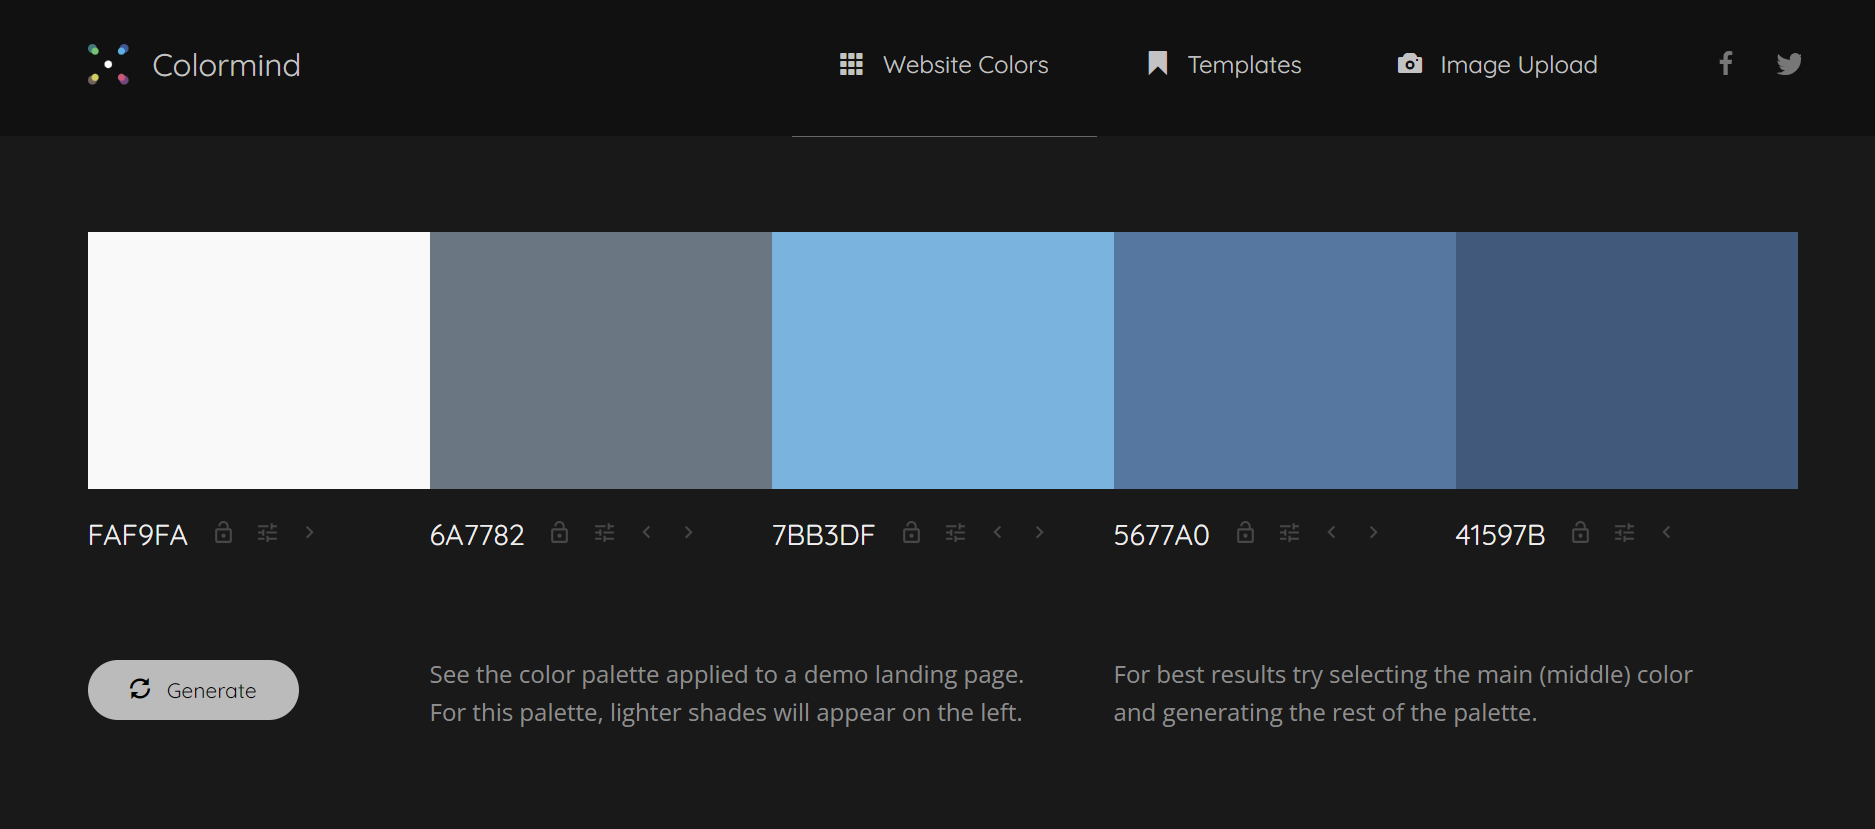 Colormind
Website Colors
Templates
Image Upload
FAF9FA
6A7782
7BB3DF
5677A0
41597B
Generate
See the color palette applied to a demo landing page.
For this palette, lighter shades will appear on the left.
For best results try selecting the main (middle) color
and generating the rest of the palette.